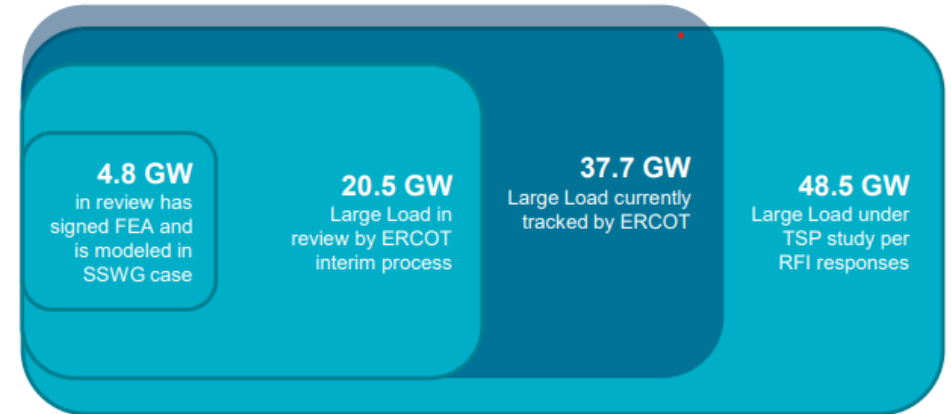 4.8 GW
in review has
signed FEA and
is modeled in
SSWG case
20.5 GW
Large Load in
review by ERCOT
interim process
37.7 GW
Large Load currently
tracked by ERCOT
48.5 GW
Large Load under
TSP study per
RFI responses